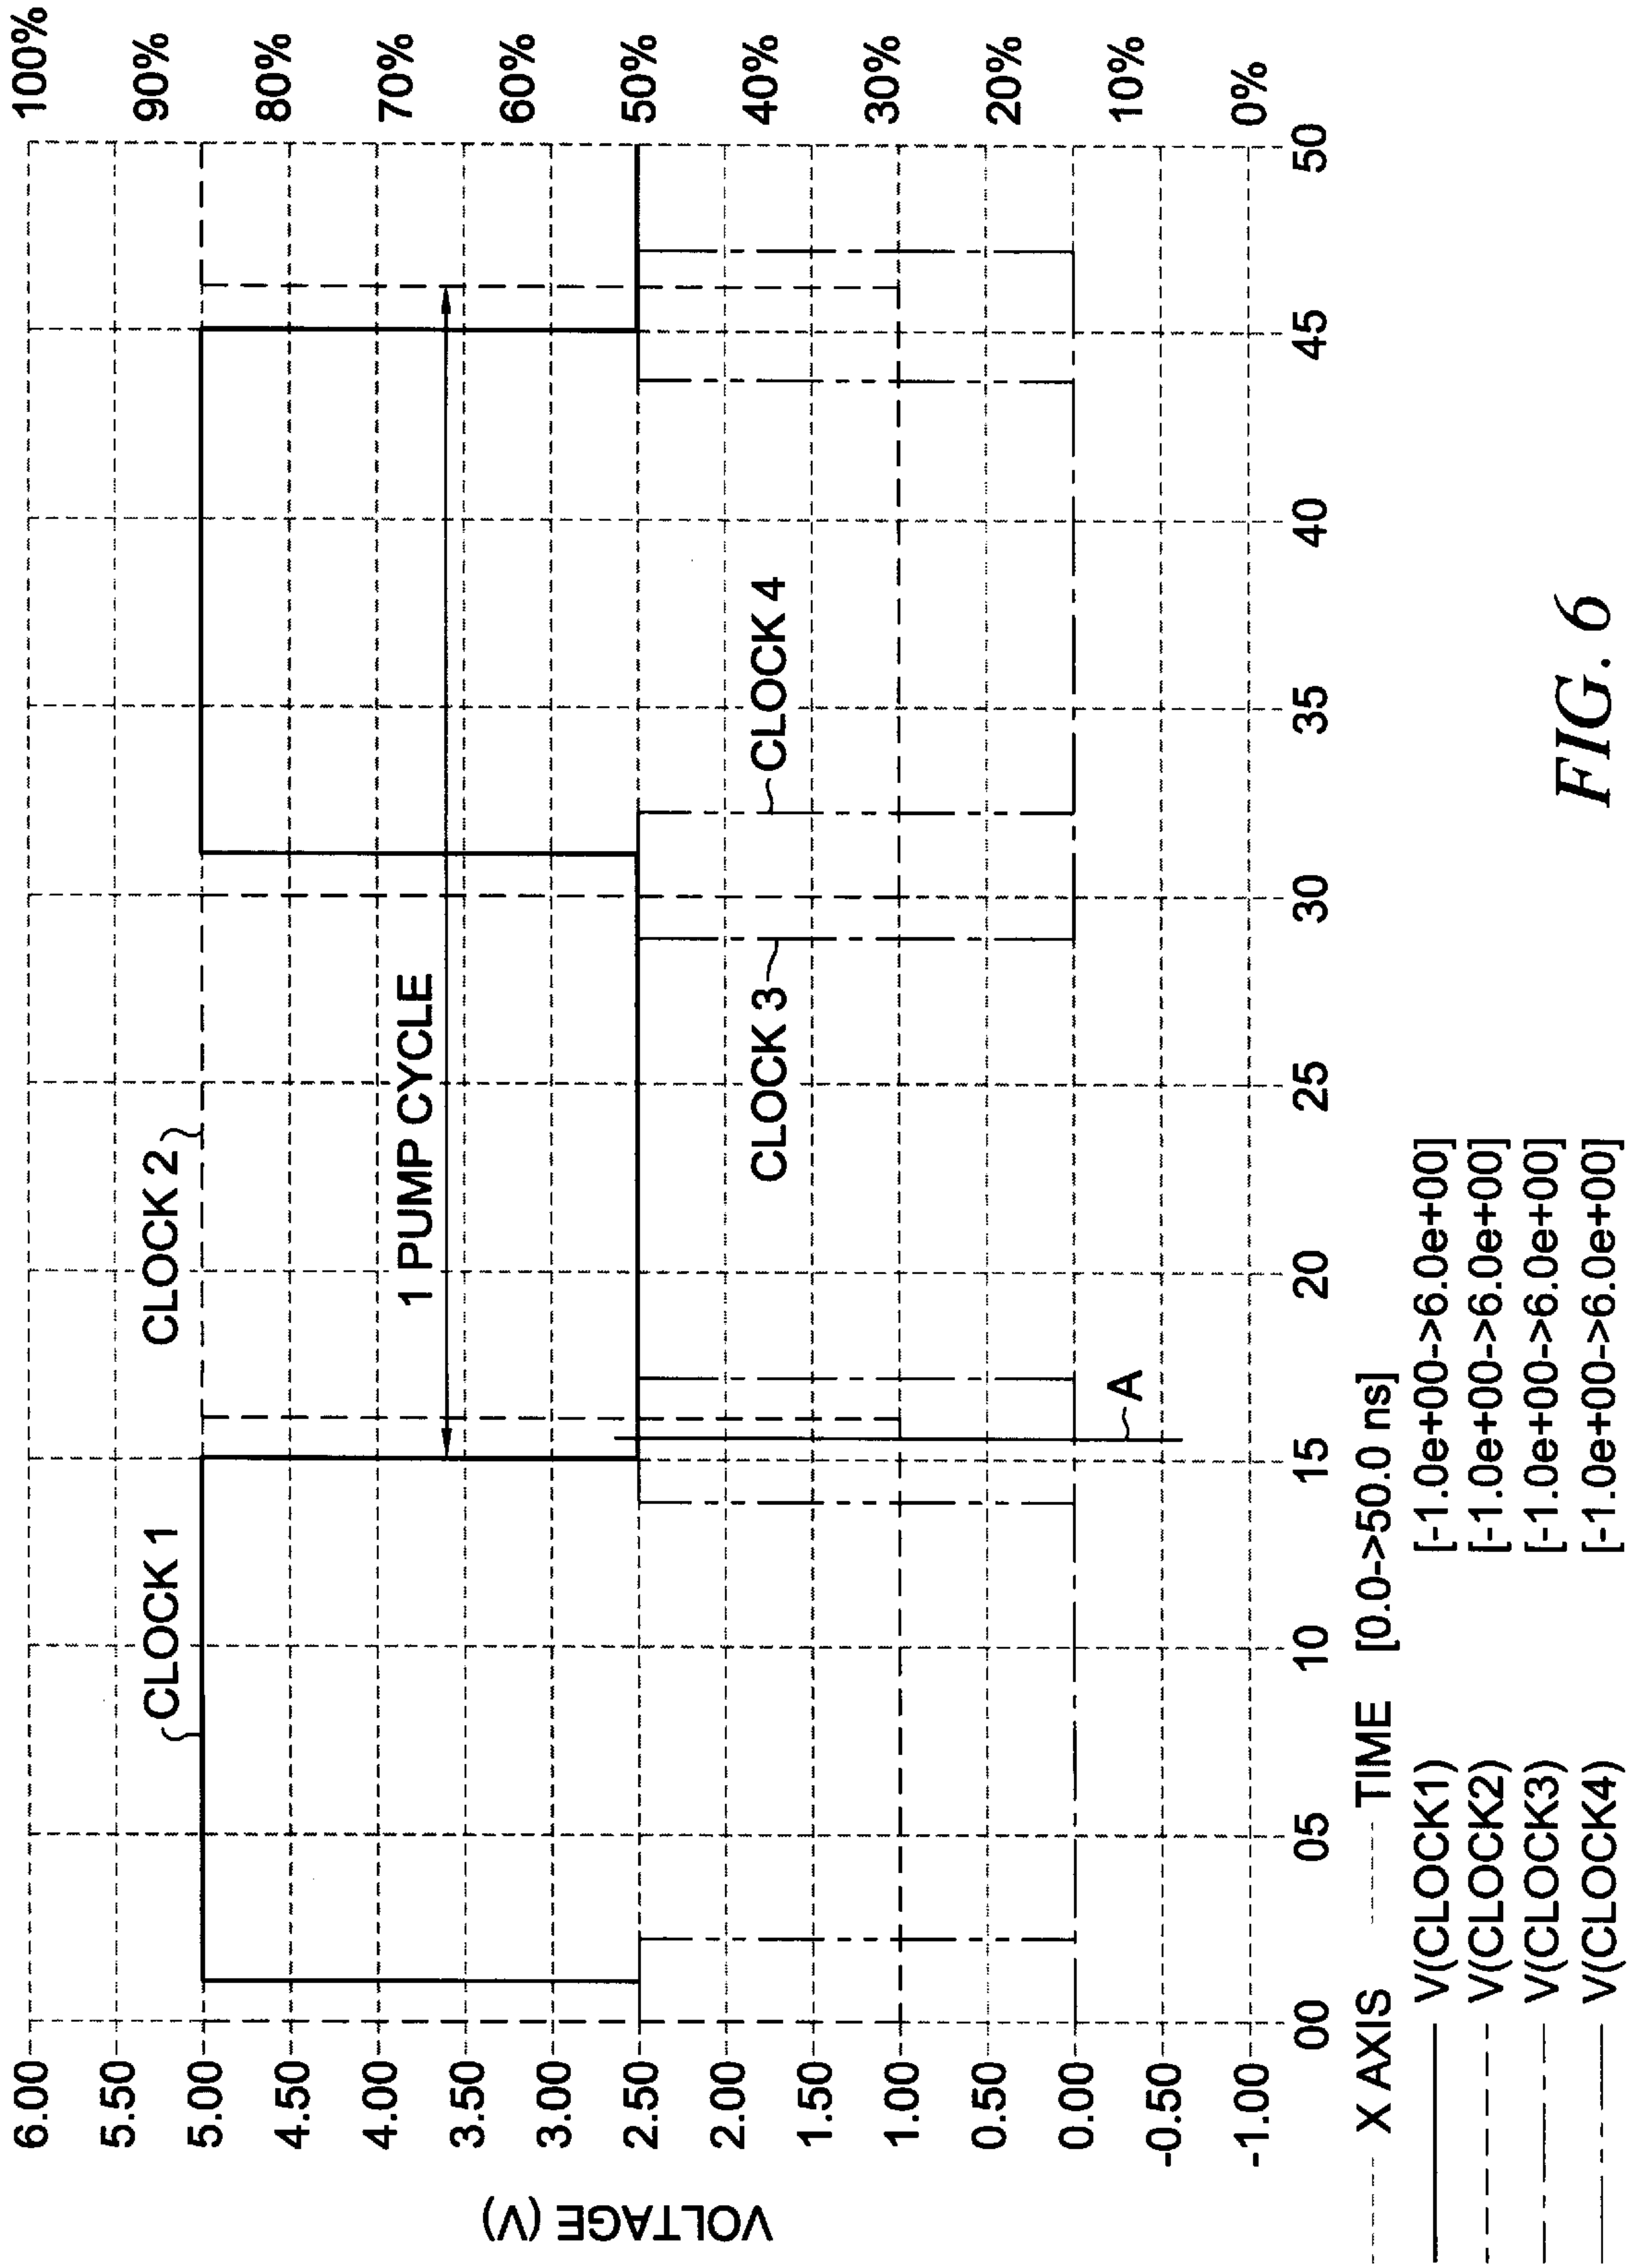 6.00
5.50
5.00
4.50
4.00
3.50
3.00
2.50
2.00
1.50
1.00
0.50
0.00
-0.50
-1.00
VOLTAGE (V)
100%
90%
80%
70%
60%
50%
40%
30%
20%
10%
0%
CLOCK 1
CLOCK 2
1 PUMP CYCLE
CLOCK 3
CLOCK 4
A
00 05 10 15 20 25 30 35 40 45 50
X AXIS TIME [0.0->50.0 ns]
V(CLOCK1) [-1.0e+00->6.0e+00]
V(CLOCK2) [-1.0e+00->6.0e+00]
V(CLOCK3) [-1.0e+00->6.0e+00]
V(CLOCK4) [-1.0e+00->6.0e+00]
FIG. 6